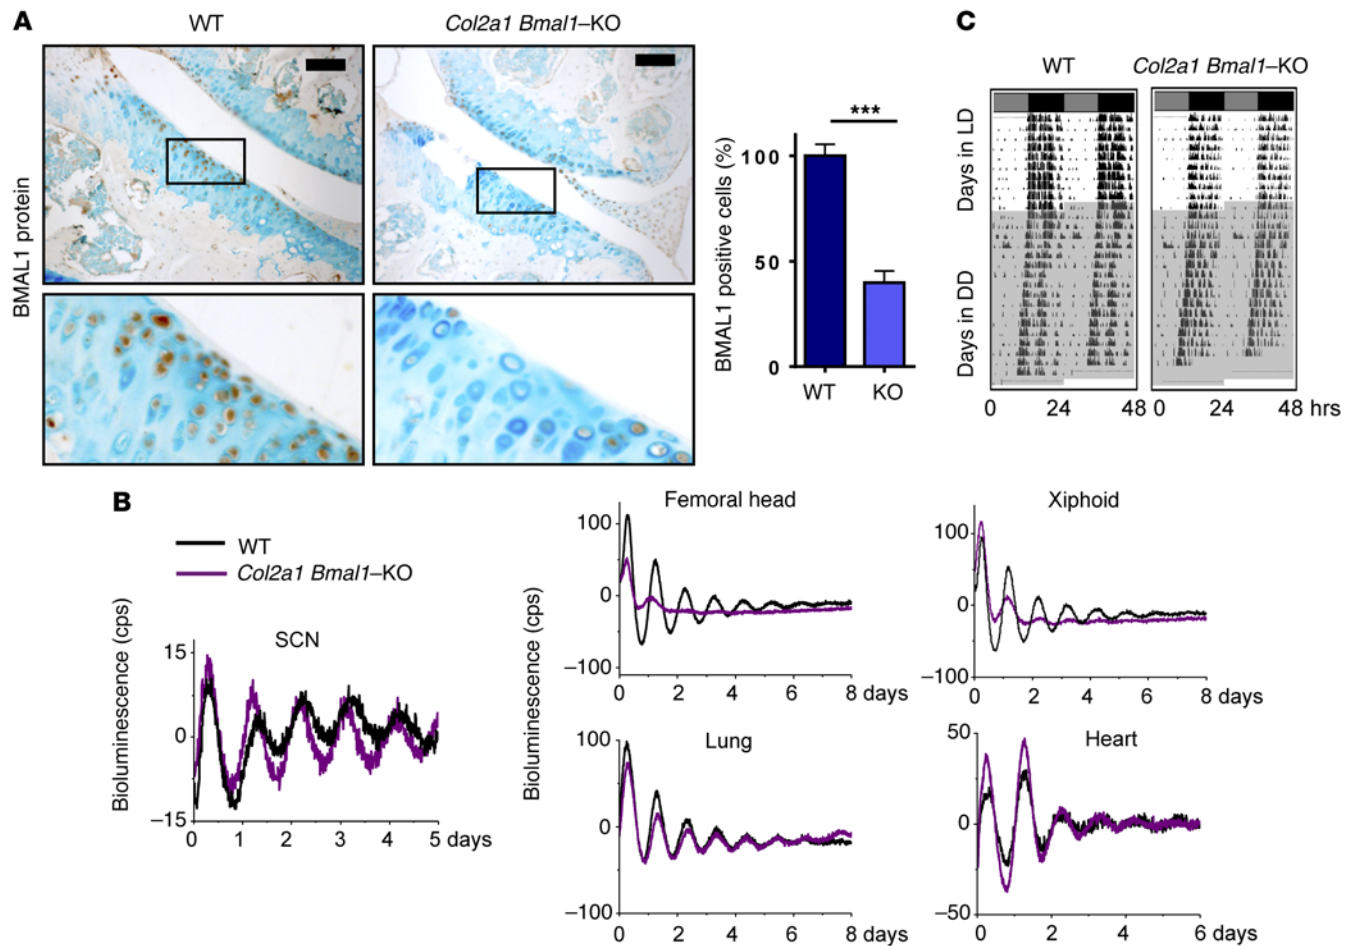 A
WT
Col2a1 Bmal1–KO
BMAL1 protein
BMAL1 positive cells (%)
***
100
50
0
WT
KO
C
WT
Col2a1 Bmal1–KO
Days in LD
Days in DD
0
24
48
0
24
48 hrs
B
WT
Col2a1 Bmal1–KO
Bioluminescence (cps)
SCN
15
0
–15
0
1
2
3
4
5 days
Bioluminescence (cps)
Femoral head
100
0
–100
0
2
4
6
8 days
Xiphoid
100
0
–100
0
2
4
6
8 days
Lung
100
0
–100
0
2
4
6
8 days
Heart
50
0
–50
0
2
4
6 days